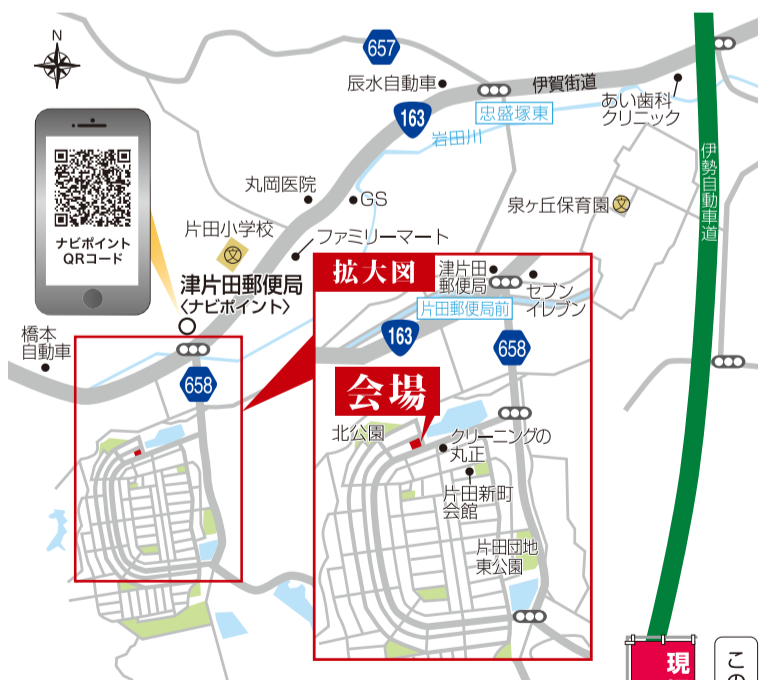 N
657
辰水自動車
伊賀街道
163
忠盛塚東
あい歯科
クリニック
岩田川
伊勢自動車道
ナビポイント
QRコード
丸岡医院
GS
泉ヶ丘保育園
文
片田小学校
文
ファミリーマート
津片田郵便局
〈ナビポイント〉
橋本
自動車
658
拡大図
津片田
郵便局
セブン
イレブン
片田郵便局前
163
658
会場
北公園
クリーニングの
丸正
片田新町
会館
片田団地
東公園
現
この